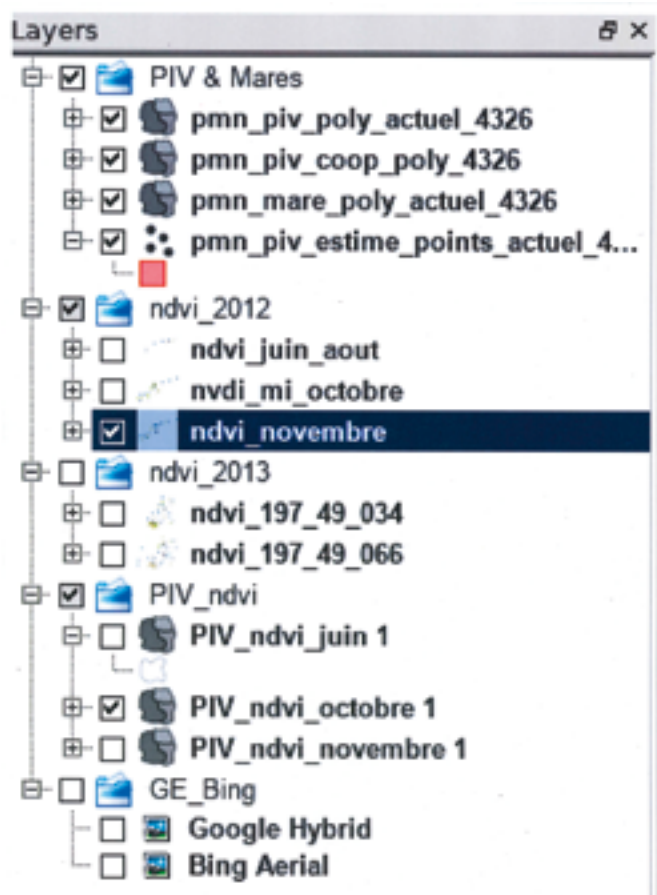 Layers
PIV & Mares
pmn_piv_poly_actuel_4326
pmn_piv_coop_poly_4326
pmn_mare_poly_actuel_4326
pmn_piv_estime_points_actuel_4...
ndvi_2012
ndvi_juin_aout
nvdi_mi_octobre
ndvi_novembre
ndvi_2013
ndvi_197_49_034
ndvi_197_49_066
PIV_ndvi
PIV_ndvi_juin 1
PIV_ndvi_octobre 1
PIV_ndvi_novembre 1
GE_Bing
Google Hybrid
Bing Aerial